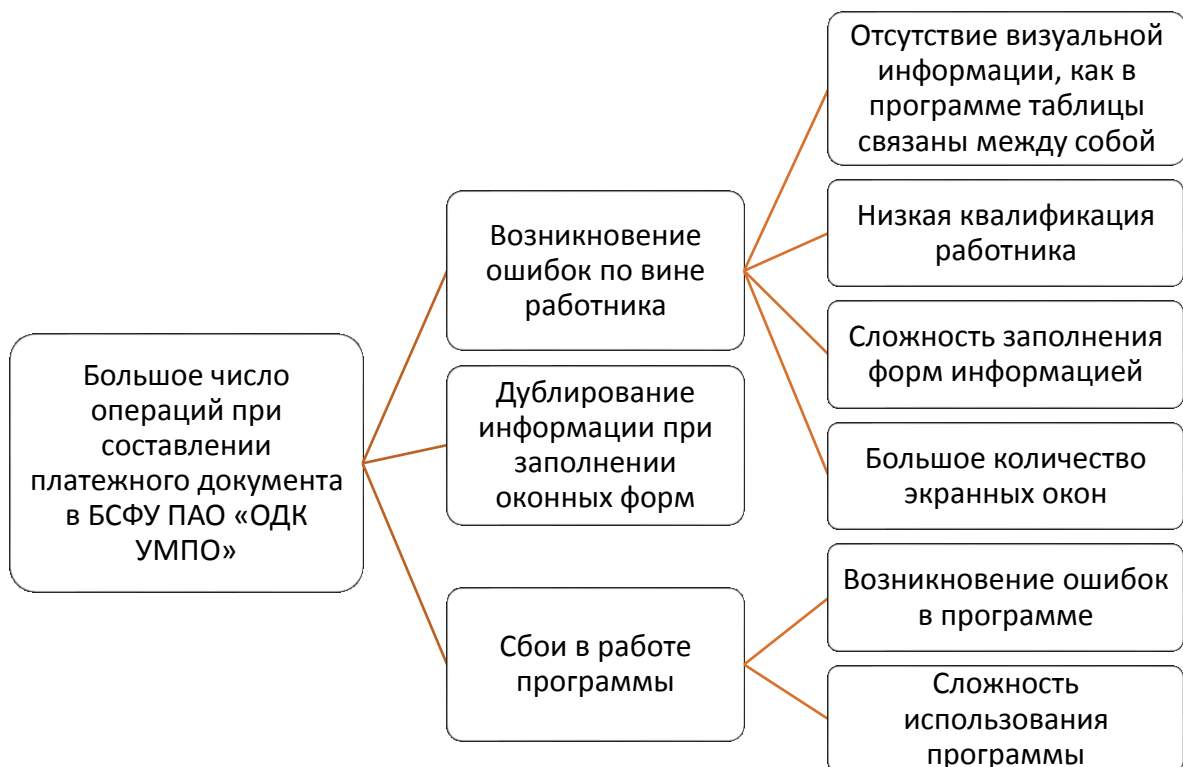 Большое число
операций при
составлении
платежного документа
в БСФУ ПАО «ОДК
УМПО»
Возникновение
ошибок по вине
работника
Дублирование
информации при
заполнении
оконных форм
Сбои в работе
программы
Отсутствие визуальной
информации, как в
программе таблицы
связаны между собой
Низкая квалификация
работника
Сложность заполнения
форм информацией
Большое количество
экранных окон
Возникновение ошибок
в программе
Сложность
использования
программы